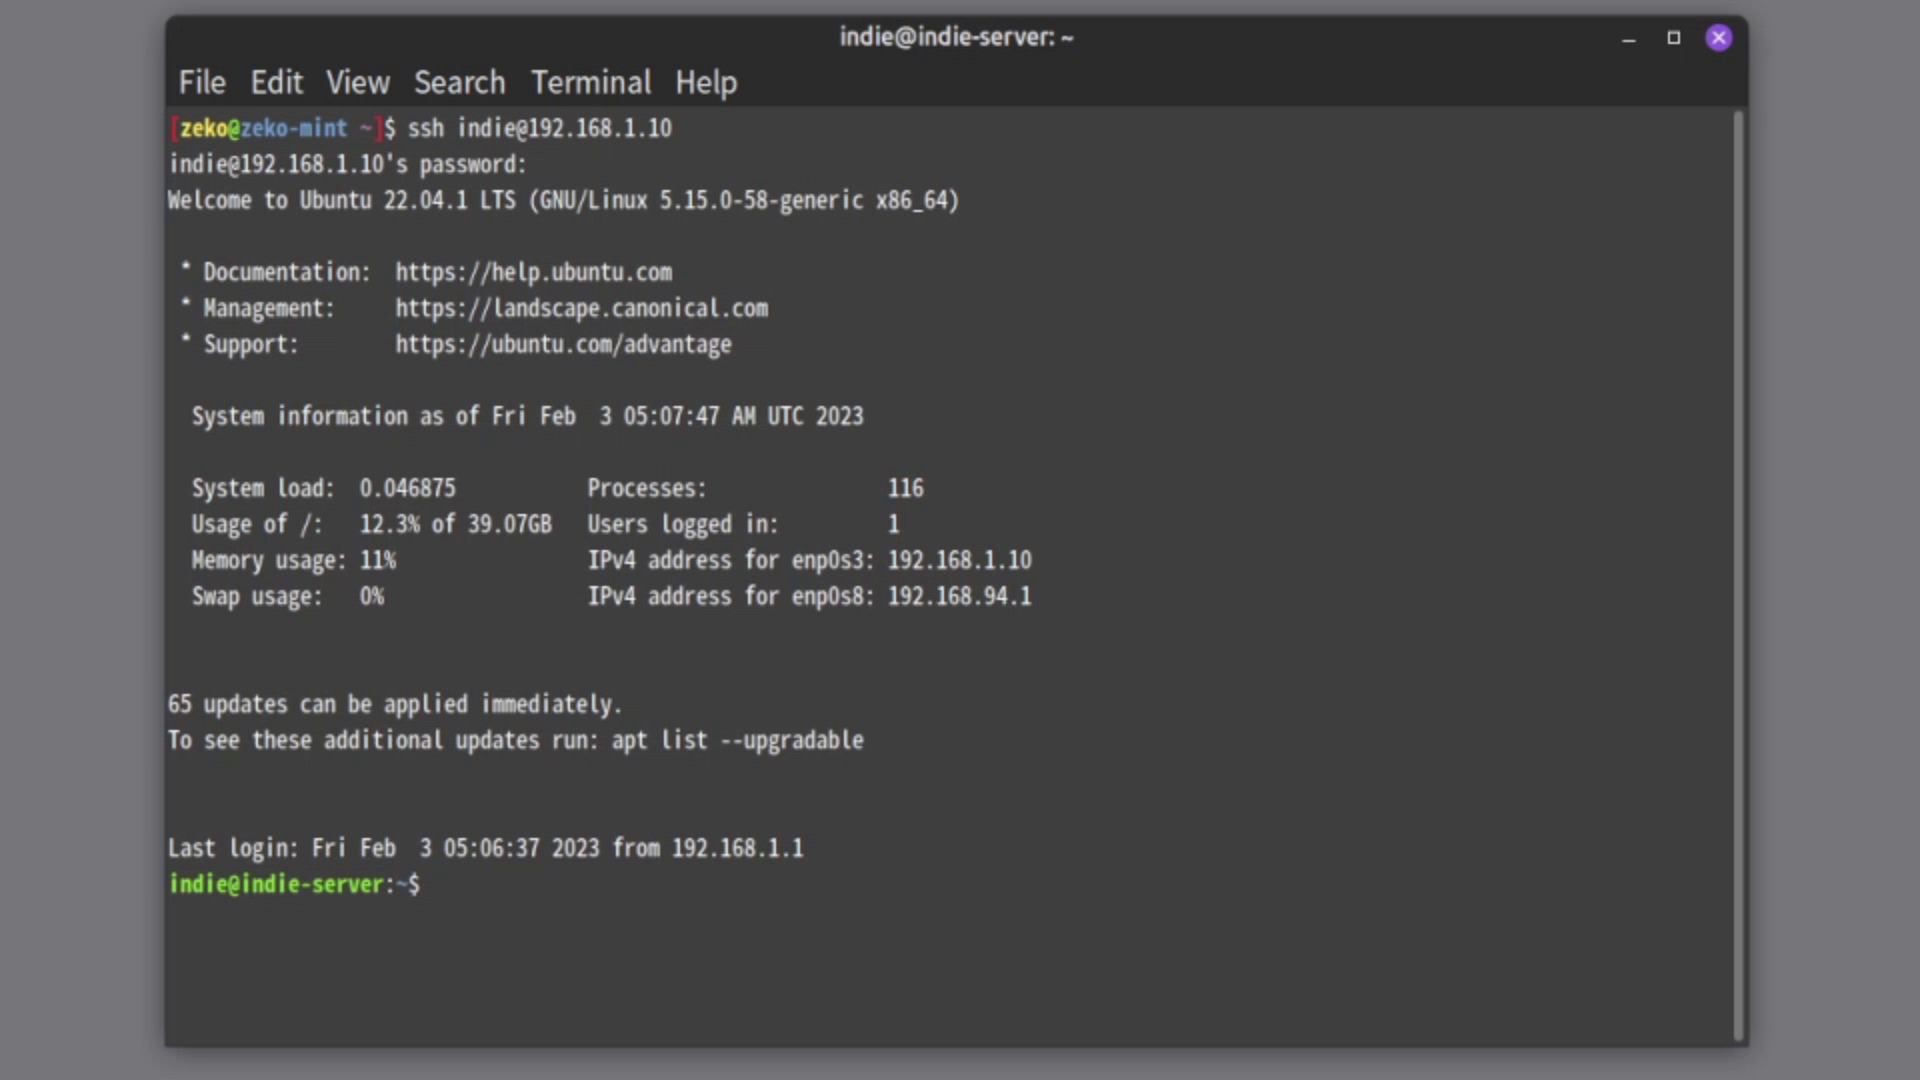 indie@indie-server: ~
File Edit View Search Terminal Help
[zeko@zeko-mint ~]$ ssh indie@192.168.1.10
indie@192.168.1.10's password:
Welcome to Ubuntu 22.04.1 LTS (GNU/Linux 5.15.0-58-generic x86_64)
* Documentation:  https://help.ubuntu.com
* Management:     https://landscape.canonical.com
* Support:        https://ubuntu.com/advantage
System information as of Fri Feb  3 05:07:47 AM UTC 2023
System load:  0.046875           Processes:               116
Usage of /:   12.3% of 39.07GB   Users logged in:         1
Memory usage: 11%                IPv4 address for enp0s3: 192.168.1.10
Swap usage:   0%                 IPv4 address for enp0s8: 192.168.94.1
65 updates can be applied immediately.
To see these additional updates run: apt list --upgradable
Last login: Fri Feb  3 05:06:37 2023 from 192.168.1.1
indie@indie-server:~$